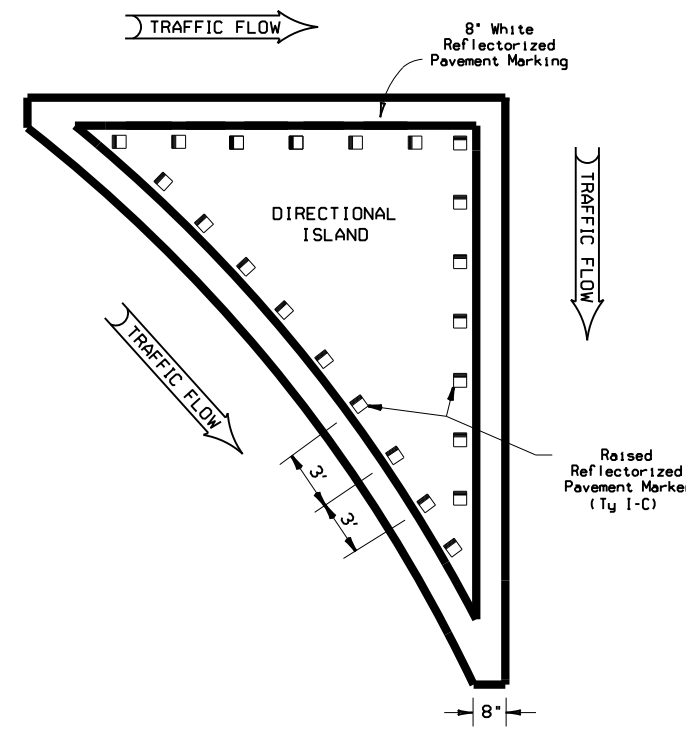 TRAFFIC FLOW
8" White
Reflectorized
Pavement Marking
DIRECTIONAL
ISLAND
TRAFFIC FLOW
TRAFFIC FLOW
3'
3'
Raised
Reflectorized
Pavement Marke
(Ty I-C)
8"